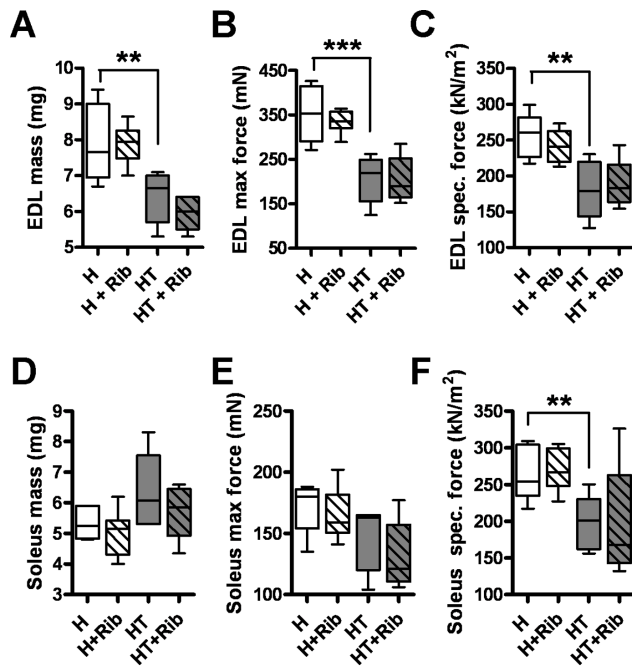 A
EDL mass (mg)
10
9
8
7
6
5
**
H
H + Rib
HT
HT + Rib
B
EDL max force (mN)
450
350
250
150
50
***
H
H + Rib
HT
HT + Rib
C
EDL spec. force (kN/m²)
350
300
250
200
150
100
**
H
H + Rib
HT
HT + Rib
D
Soleus mass (mg)
9
8
7
6
5
4
3
H
H+Rib
HT
HT+Rib
E
Soleus max force (mN)
250
200
150
100
H
H+Rib
HT
HT+Rib
F
Soleus spec. force (kN/m²)
350
300
250
200
150
100
**
H
H+Rib
HT
HT+Rib